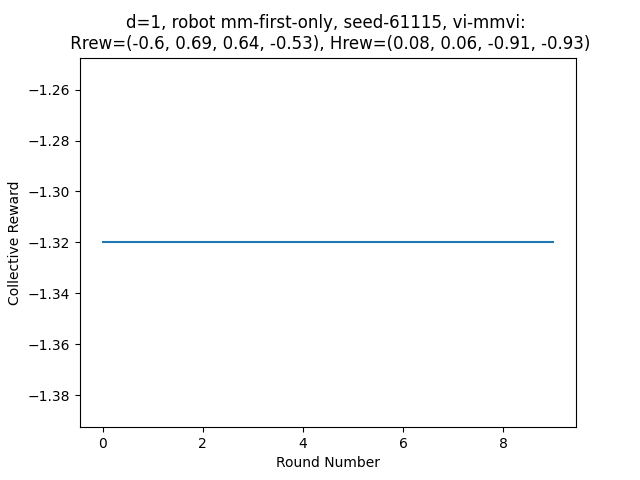 d=1, robot mm-first-only, seed-61115, vi-mmvi:
Rrew=(-0.6, 0.69, 0.64, -0.53), Hrew=(0.08, 0.06, -0.91, -0.93)
−1.26
−1.28
−1.30
−1.32
−1.34
−1.36
−1.38
Collective Reward
0 2 4 6 8
Round Number